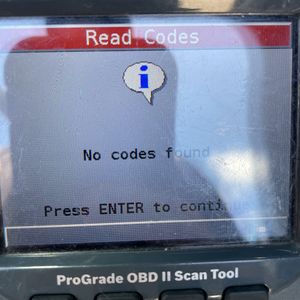 Read Codes
i
No codes found
Press ENTER to continue
ProGrade OBD II Scan Tool